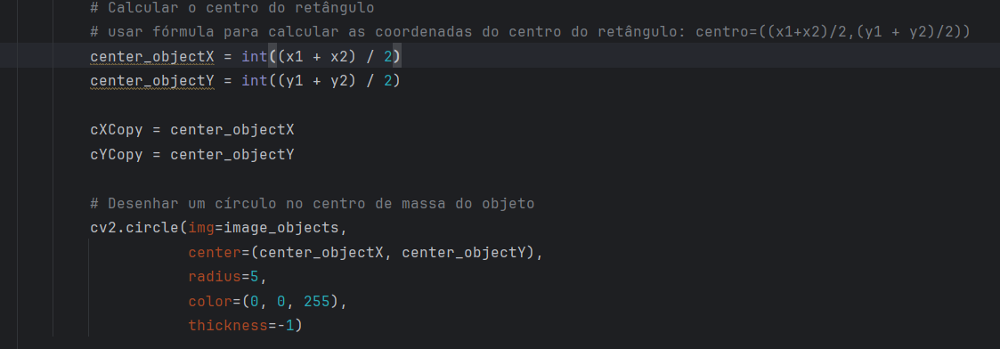 # Calcular o centro do retângulo
# usar fórmula para calcular as coordenadas do centro do retângulo: centro=((x1+x2)/2,(y1 + y2)/2))
center_objectX = int((x1 + x2) / 2)
center_objectY = int((y1 + y2) / 2)
cXCopy = center_objectX
cYCopy = center_objectY
# Desenhar um círculo no centro de massa do objeto
cv2.circle(img=image_objects,
center=(center_objectX, center_objectY),
radius=5,
color=(0, 0, 255),
thickness=-1)